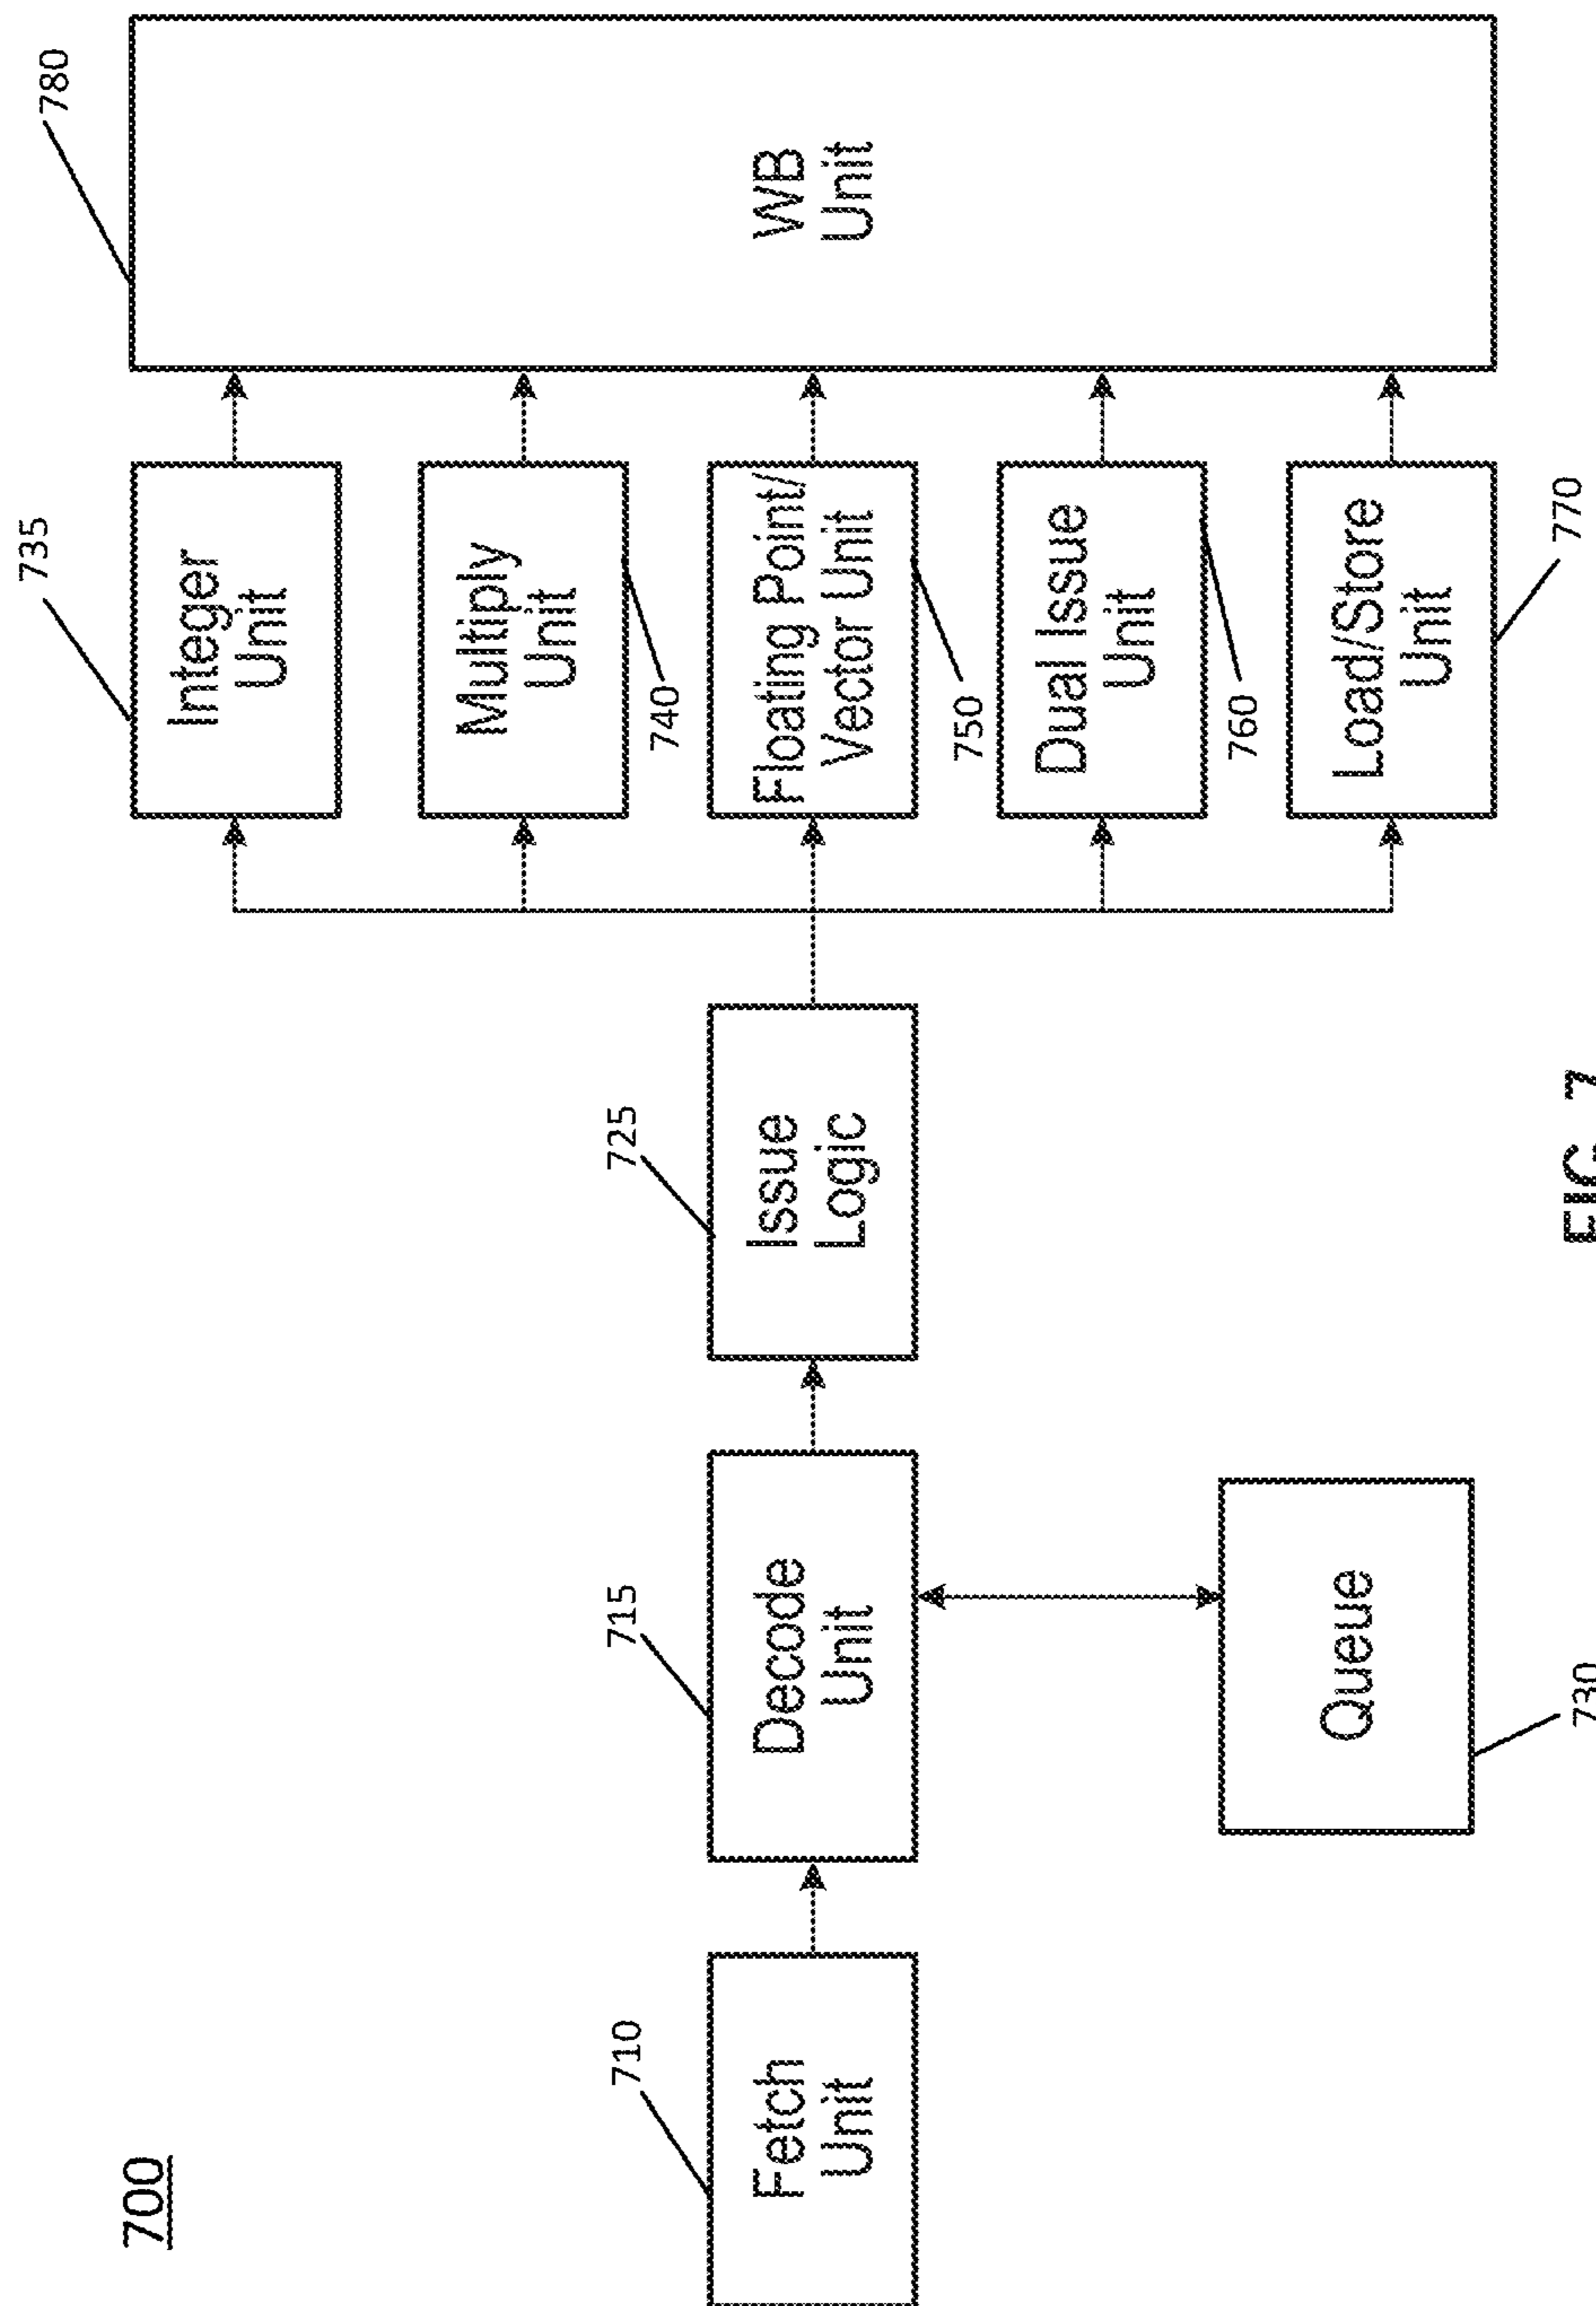 700
710
Fetch
Unit
715
Decode
Unit
730
Queue
725
Issue
Logic
735
Integer
Unit
Multiply
Unit
740
Floating Point/
Vector Unit
750
Dual Issue
Unit
760
Load/Store
Unit
770
780
WB
Unit
FIG. 7